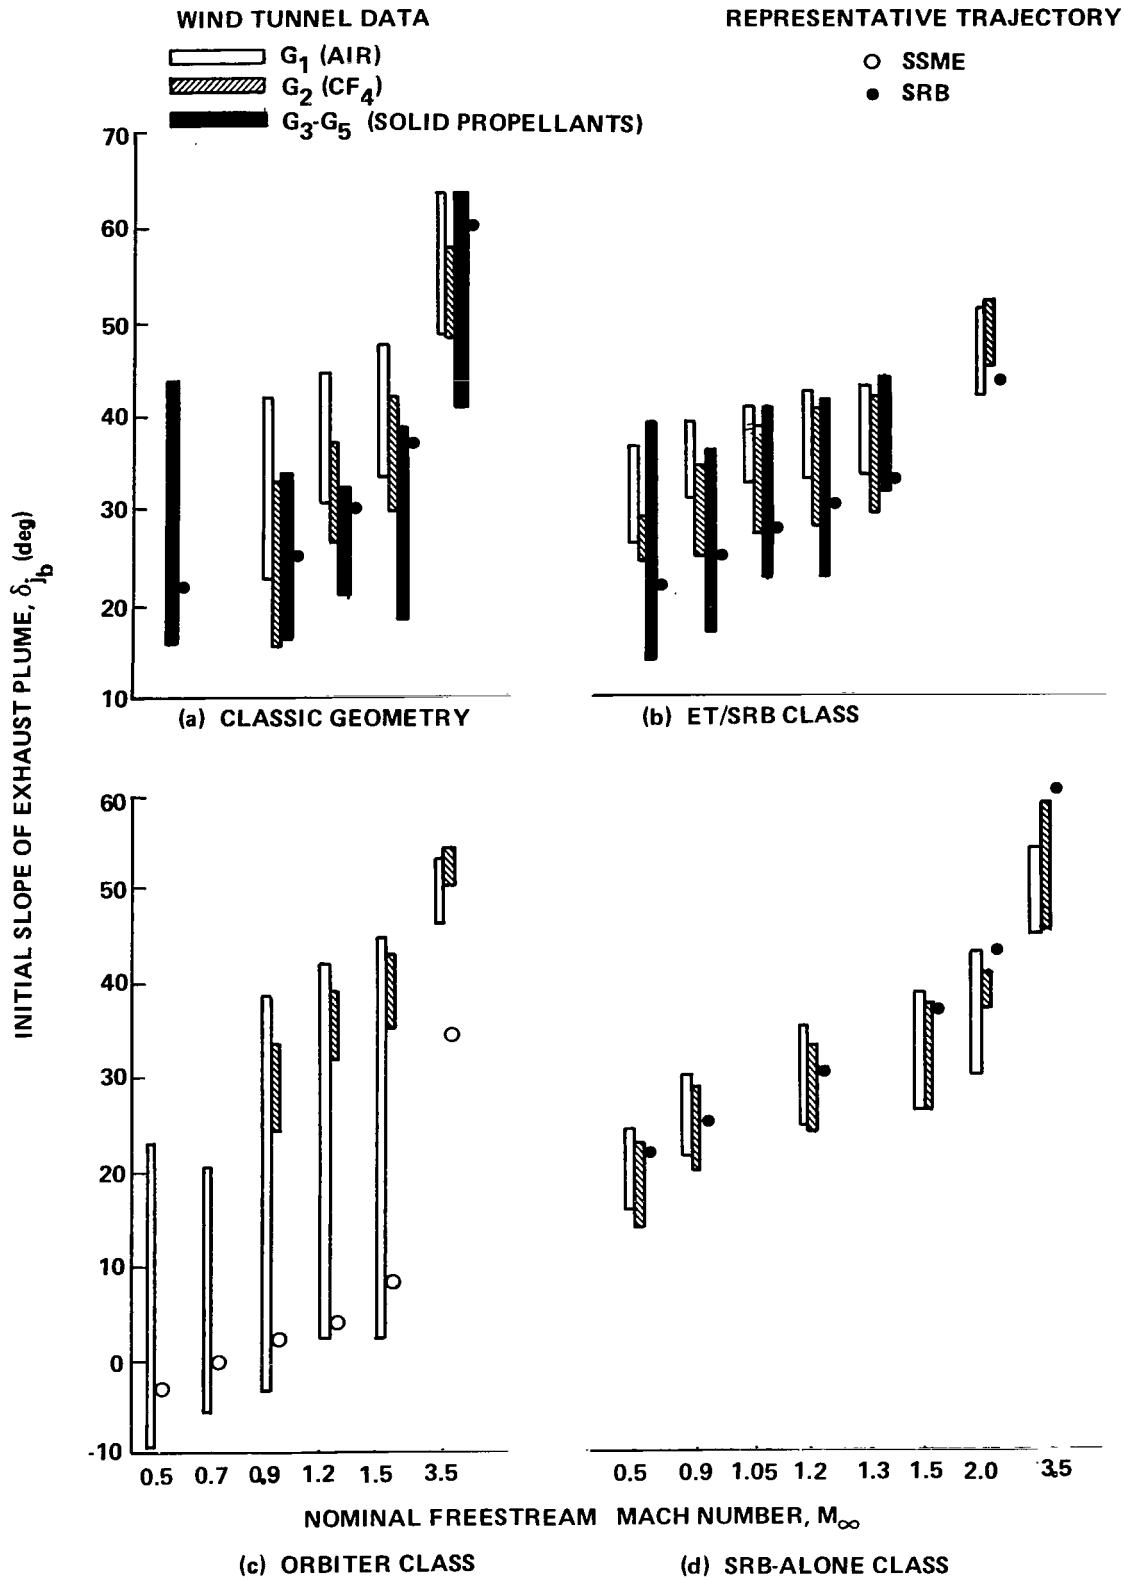 WIND TUNNEL DATA
G1 (AIR)
G2 (CF4)
G3-G5 (SOLID PROPELLANTS)
REPRESENTATIVE TRAJECTORY
SSME
SRB
INITIAL SLOPE OF EXHAUST PLUME, δjb (deg)
70
60
50
40
30
20
10
(a) CLASSIC GEOMETRY
(b) ET/SRB CLASS
60
50
40
30
20
10
0
-10
0.5 0.7 0.9 1.2 1.5 3.5
0.5 0.9 1.05 1.2 1.3 1.5 2.0 3.5
NOMINAL FREESTREAM MACH NUMBER, M∞
(c) ORBITER CLASS
(d) SRB-ALONE CLASS